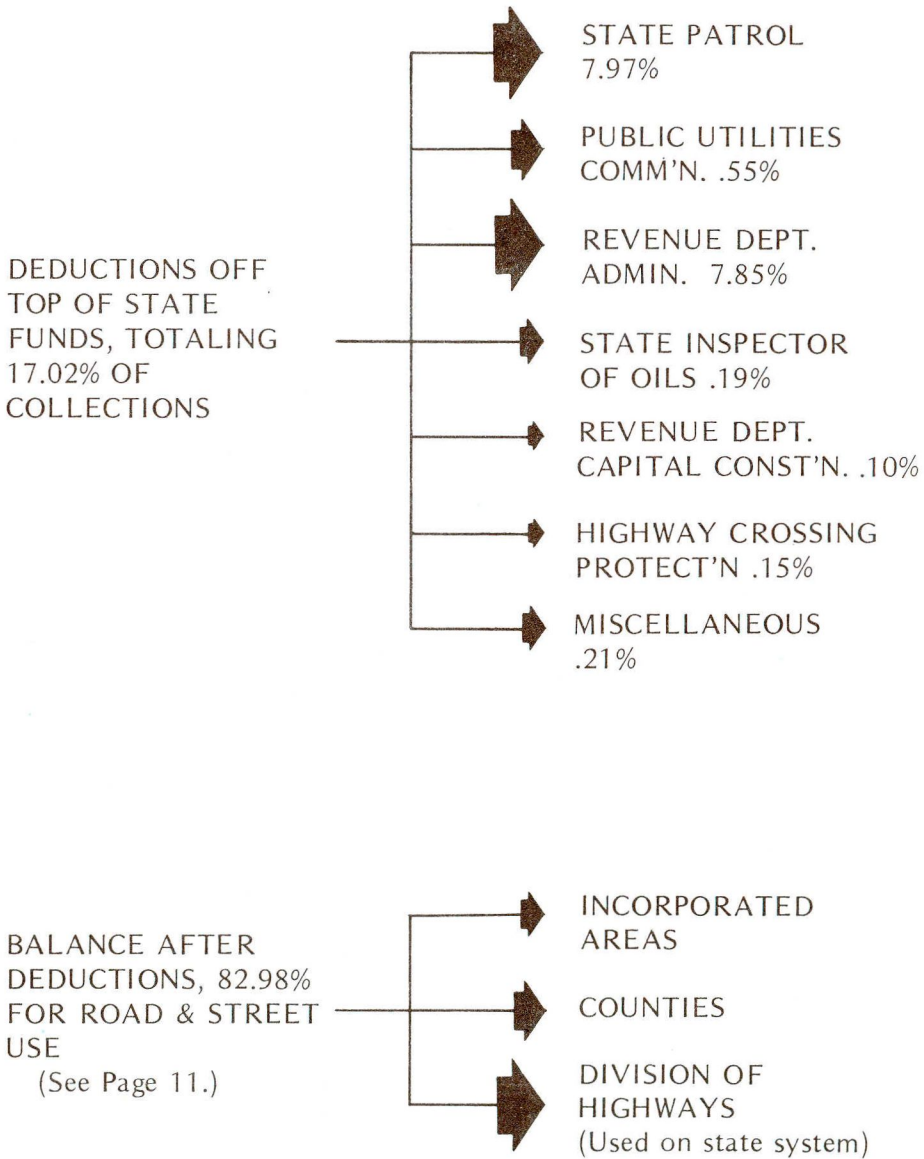 DEDUCTIONS OFF
TOP OF STATE
FUNDS, TOTALING
17.02% OF
COLLECTIONS
STATE PATROL
7.97%
PUBLIC UTILITIES
COMM'N. .55%
REVENUE DEPT.
ADMIN. 7.85%
STATE INSPECTOR
OF OILS .19%
REVENUE DEPT.
CAPITAL CONST'N. .10%
HIGHWAY CROSSING
PROTECT'N .15%
MISCELLANEOUS
.21%
BALANCE AFTER
DEDUCTIONS, 82.98%
FOR ROAD & STREET
USE
(See Page 11.)
INCORPORATED
AREAS
COUNTIES
DIVISION OF
HIGHWAYS
(Used on state system)